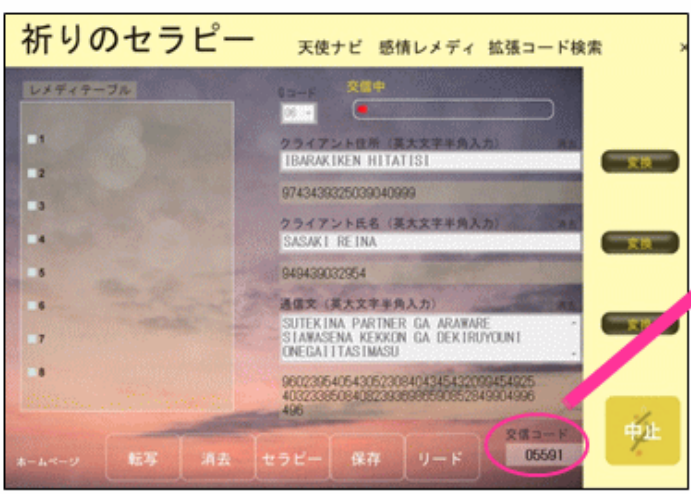 祈りのセラピー
天使ナビ 感情レメディ 拡張コード検索 ×
レメディテーブル
1
2
3
4
5
6
7
8
交信中
クライアント住所（英大文字半角入力） 消去
IBARAKIKEN HITATISI
変換
9743439325039040999
クライアント氏名（英大文字半角入力） 消去
SASAKI REINA
変換
949439032954
通信文（英大文字半角入力） 消去
SUTEKINA PARTNER GA ARAWARE
SIAWASENA KEKKON GA DEKIRUYOUNI
ONEGAIITASIMASU
変換
496
交信コード
05591
中止
ホームページ 転写 消去 セラピー 保存 リード